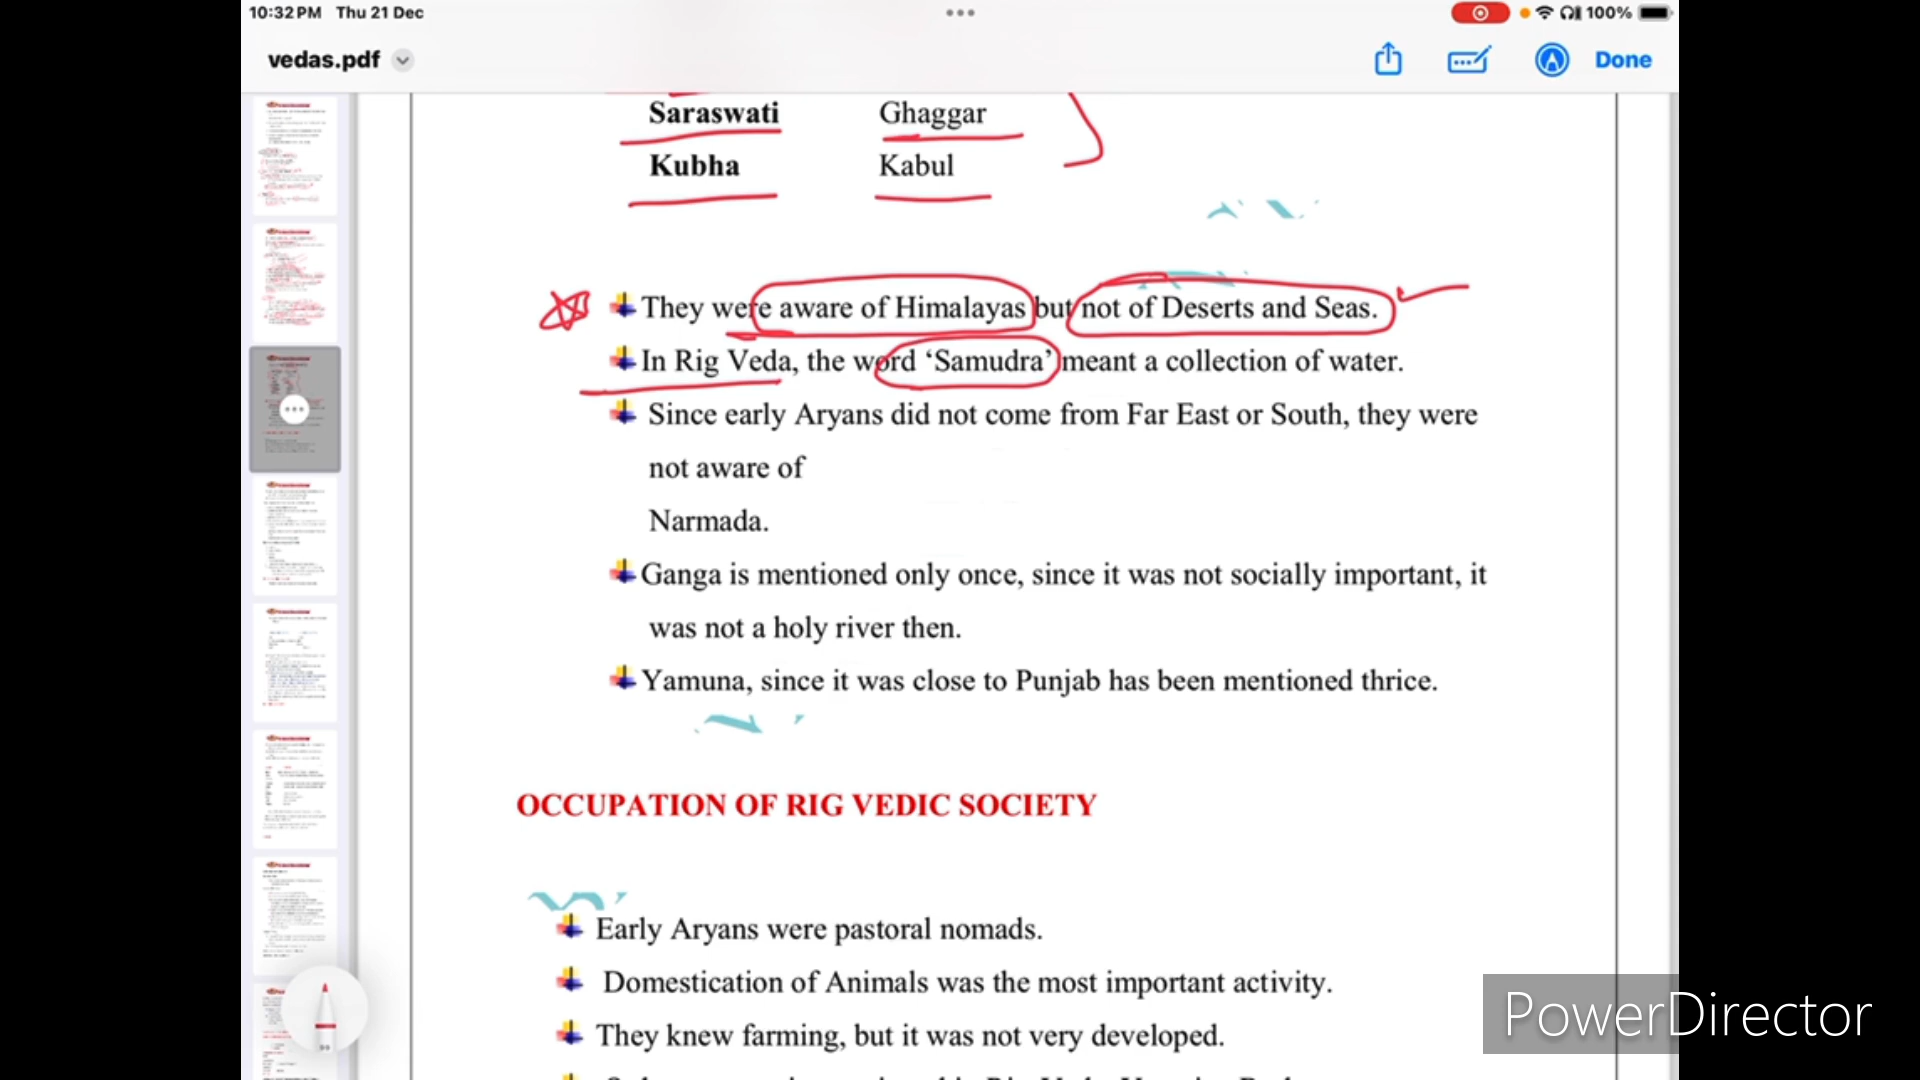 10:32 PM Thu 21 Dec
100%
vedas.pdf
Done
Saraswati Ghaggar
Kubha Kabul
They were aware of Himalayas but not of Deserts and Seas.
In Rig Veda, the word ‘Samudra’ meant a collection of water.
Since early Aryans did not come from Far East or South, they were
not aware of
Narmada.
Ganga is mentioned only once, since it was not socially important, it
was not a holy river then.
Yamuna, since it was close to Punjab has been mentioned thrice.
OCCUPATION OF RIG VEDIC SOCIETY
Early Aryans were pastoral nomads.
Domestication of Animals was the most important activity.
They knew farming, but it was not very developed.
PowerDirector